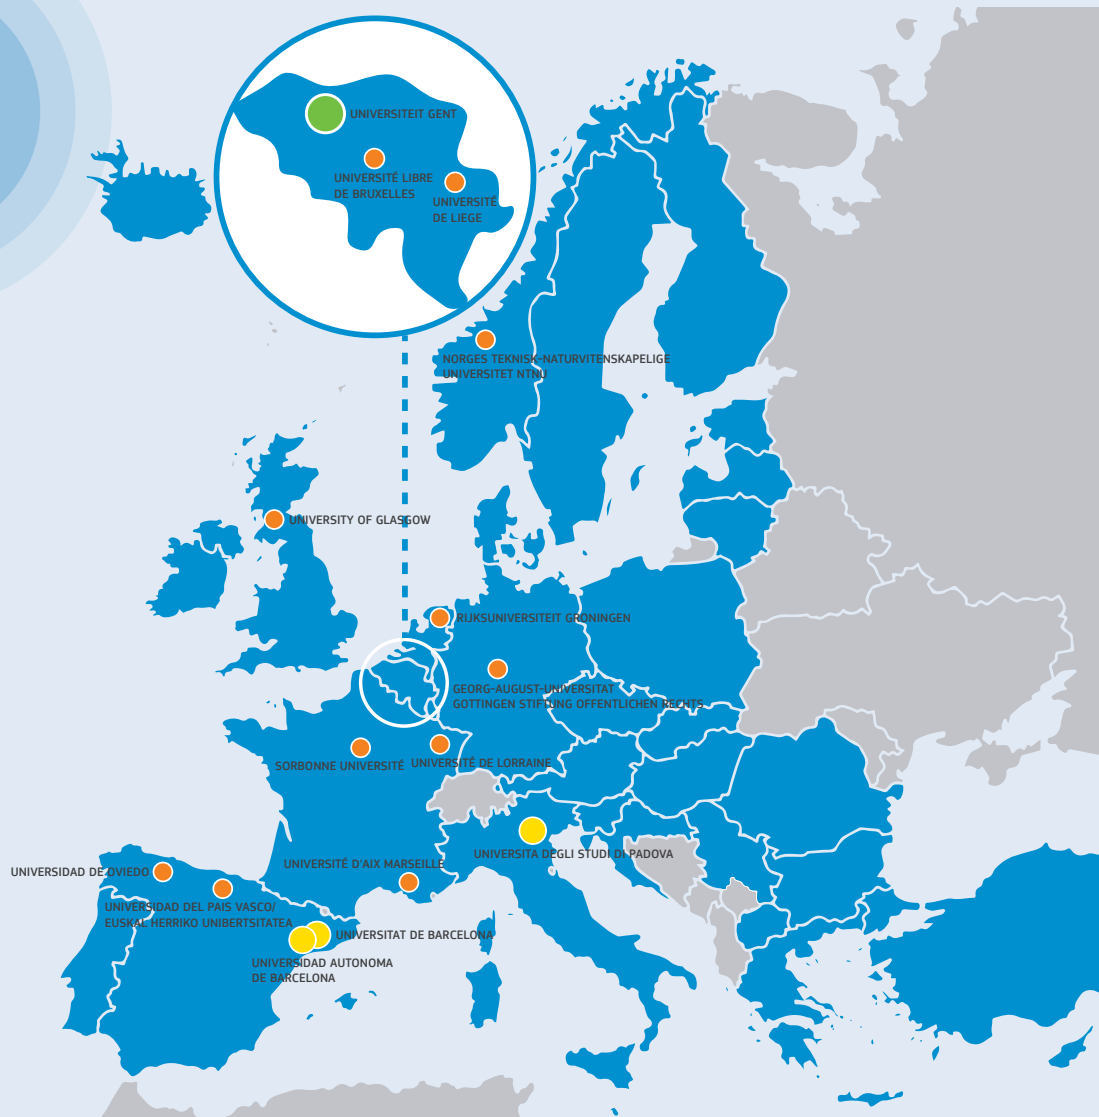 UNIVERSITEIT GENT
UNIVERSITÉ LIBRE
DE BRUXELLES
UNIVERSITÉ
DE LIEGE
NORGES TEKNISK-NATURVITENSKAPELIGE
UNIVERSITET NTNU
UNIVERSITY OF GLASGOW
RIJKSUNIVERSITEIT GRONINGEN
GEORG-AUGUST-UNIVERSITAT
GOTTINGEN STIFTUNG OFFENTLICHEN RECHTS
SORBONNE UNIVERSITÉ
UNIVERSITÉ DE LORRAINE
UNIVERSITA DEGLI STUDI DI PADOVA
UNIVERSITÉ D'AIX MARSEILLE
UNIVERSIDAD DE OVIEDO
UNIVERSIDAD DEL PAIS VASCO/
EUSKAL HERRIKO UNIBERTSITATEA
UNIVERSITAT DE BARCELONA
UNIVERSIDAD AUTONOMA
DE BARCELONA